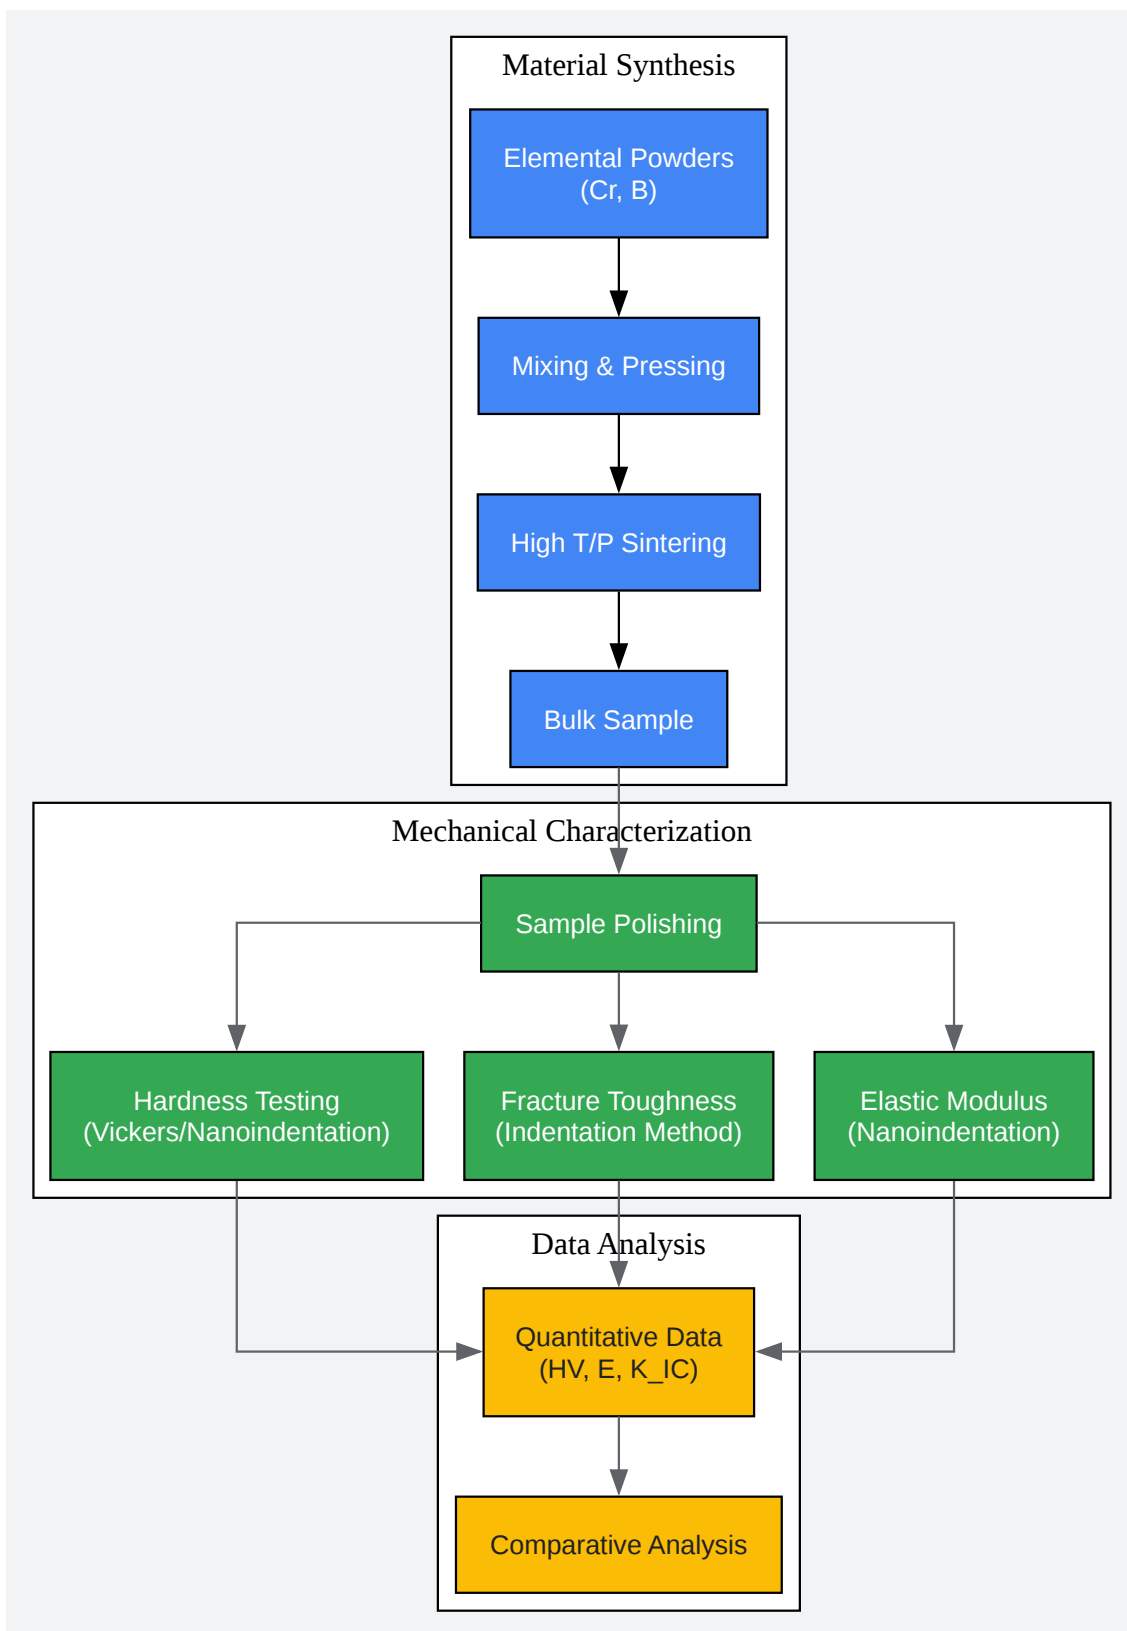 Material Synthesis
Elemental Powders
(Cr, B)
Mixing & Pressing
High T/P Sintering
Bulk Sample
Mechanical Characterization
Sample Polishing
Hardness Testing
(Vickers/Nanoindentation)
Fracture Toughness
(Indentation Method)
Elastic Modulus
(Nanoindentation)
Data Analysis
Quantitative Data
(HV, E, K_IC)
Comparative Analysis